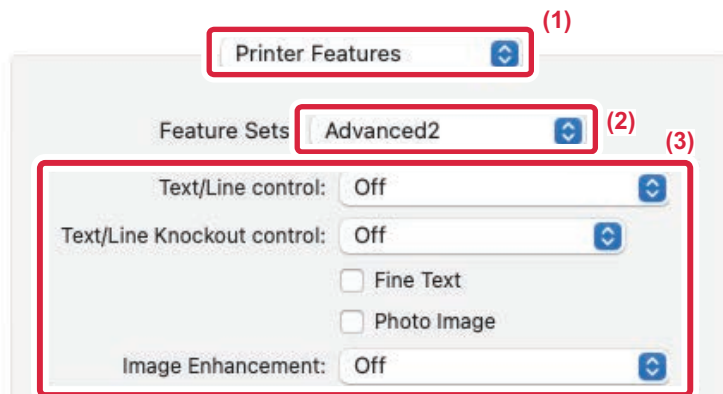 (1)
Printer Features
Feature Sets Advanced2 (2)
(3)
Text/Line control: Off
Text/Line Knockout control: Off
Fine Text
Photo Image
Image Enhancement: Off